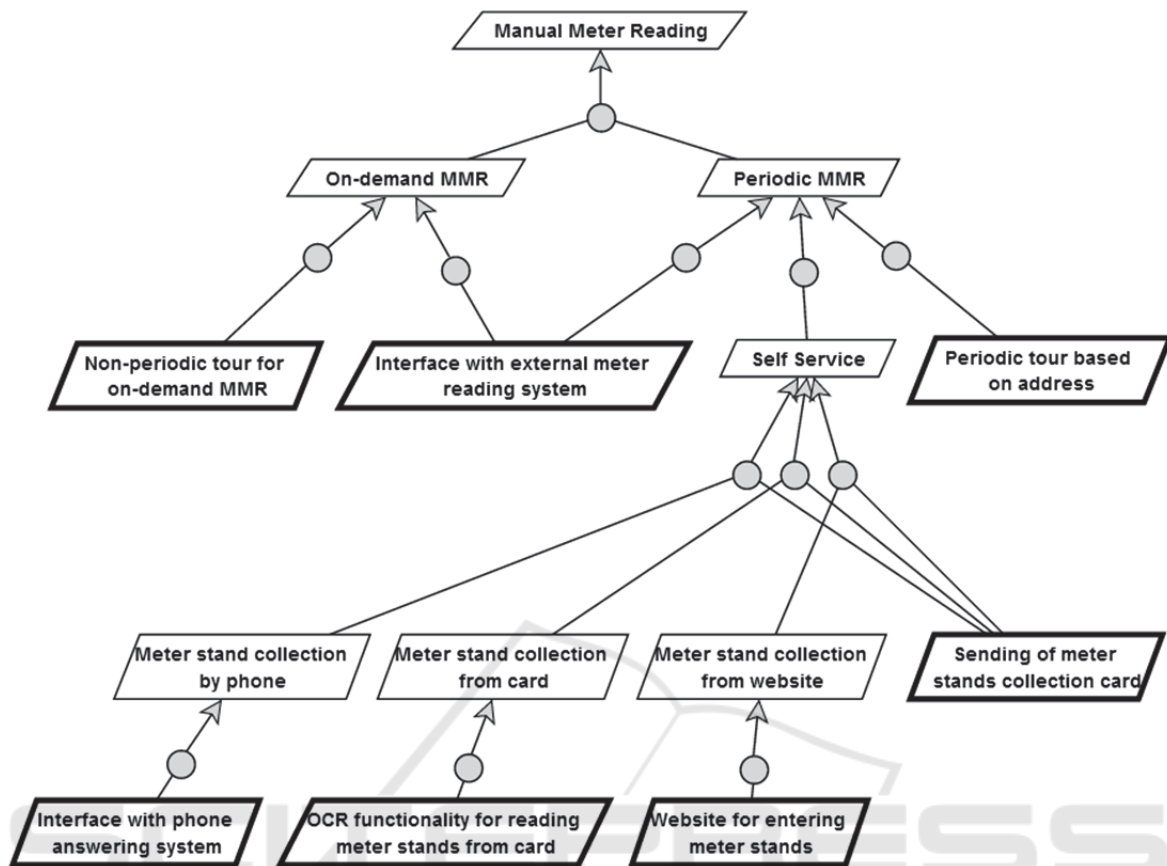 Manual Meter Reading
On-demand MMR
Periodic MMR
Non-periodic tour for
on-demand MMR
Interface with external meter
reading system
Self Service
Periodic tour based
on address
Meter stand collection
by phone
Meter stand collection
from card
Meter stand collection
from website
Sending of meter
stands collection card
Interface with phone
answering system
OCR functionality for reading
meter stands from card
Website for entering
meter stands